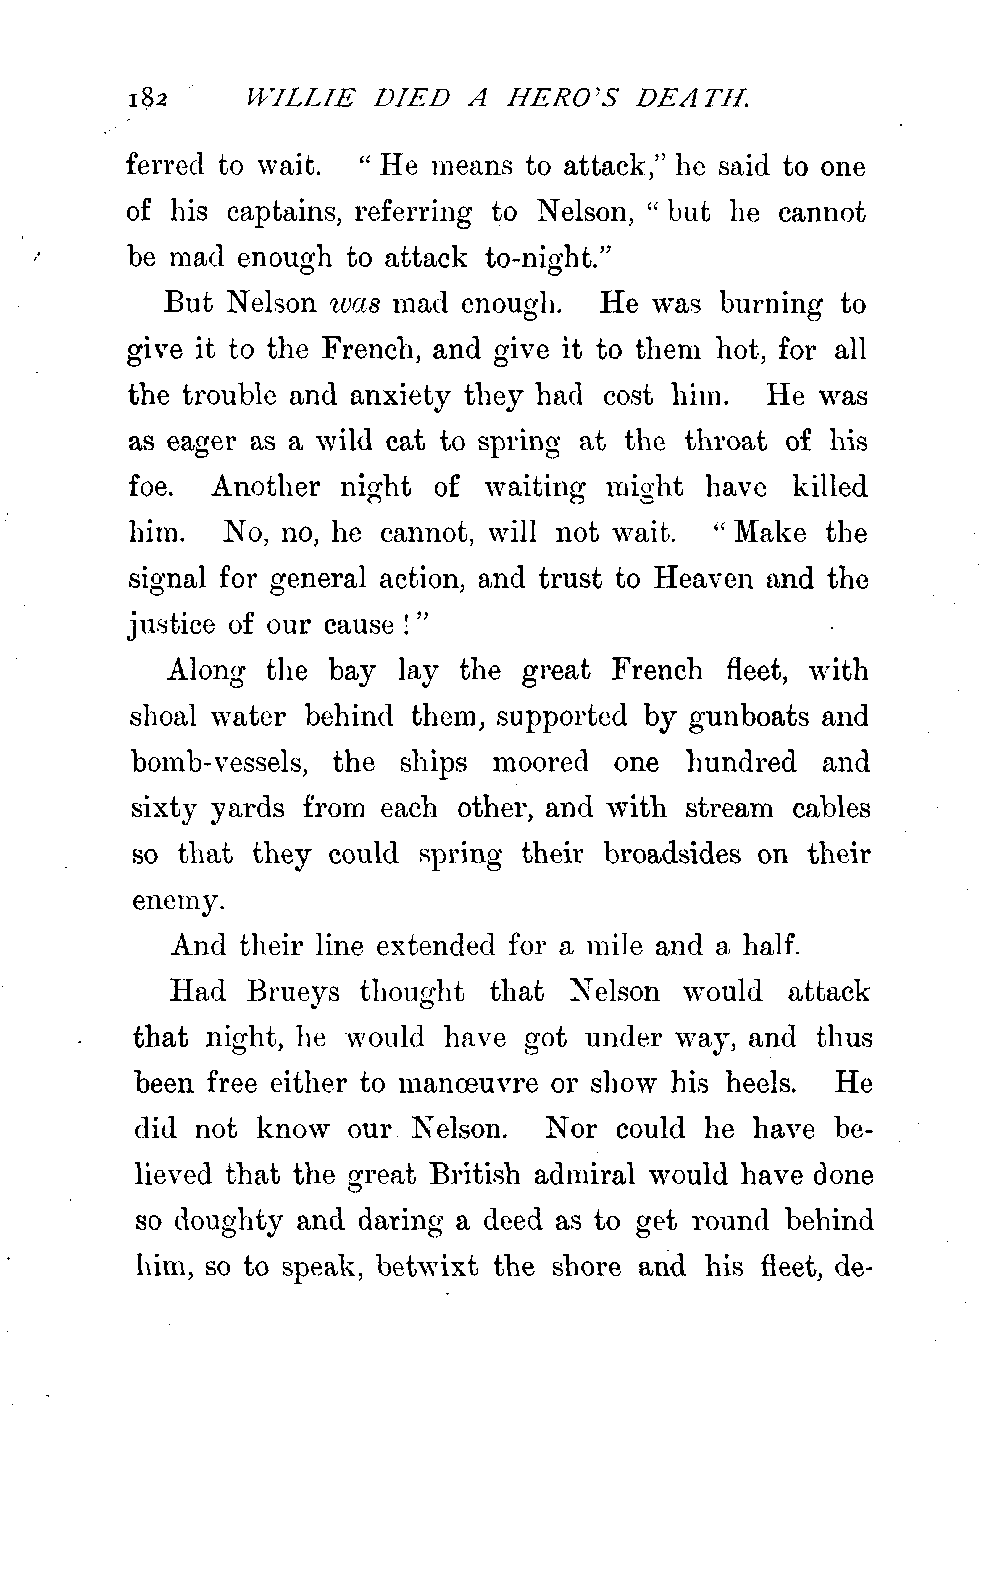 182 WILLIE DIED A HERO'S DEATH.
ferred to wait. “ He means to attack,” he said to one
of his captains, referring to Nelson, “ but he cannot
be mad enough to attack to-night.”
But Nelson was mad enough. He was burning to
give it to the French, and give it to them hot, for all
the trouble and anxiety they had cost him. He was
as eager as a wild cat to spring at the throat of his
foe. Another night of waiting might have killed
him. No, no, he cannot, will not wait. “ Make the
signal for general action, and trust to Heaven and the
justice of our cause ! ”
Along the bay lay the great French fleet, with
shoal water behind them, supported by gunboats and
bomb-vessels, the ships moored one hundred and
sixty yards from each other, and with stream cables
so that they could spring their broadsides on their
enemy.
And their line extended for a mile and a half.
Had Brueys thought that Nelson would attack
that night, he would have got under way, and thus
been free either to manœuvre or show his heels. He
did not know our Nelson. Nor could he have be-
lieved that the great British admiral would have done
so doughty and daring a deed as to get round behind
him, so to speak, betwixt the shore and his fleet, de-